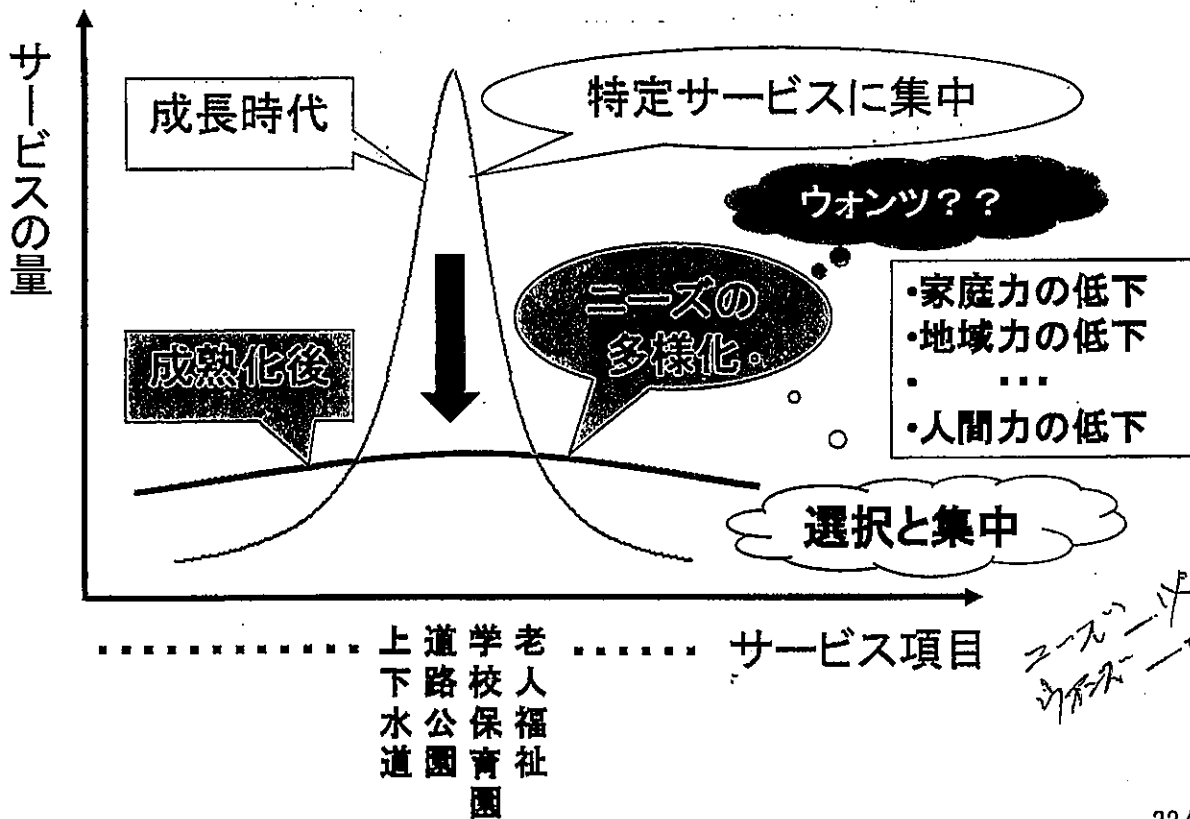 サービスの量
成長時代
特定サービスに集中
ウォンツ??
ニーズの
多様化
成熟化後
・家庭力の低下
・地域力の低下
・ ・・・
・人間力の低下
選択と集中
上下水道
道路公園
学校保育園
老人福祉
サービス項目